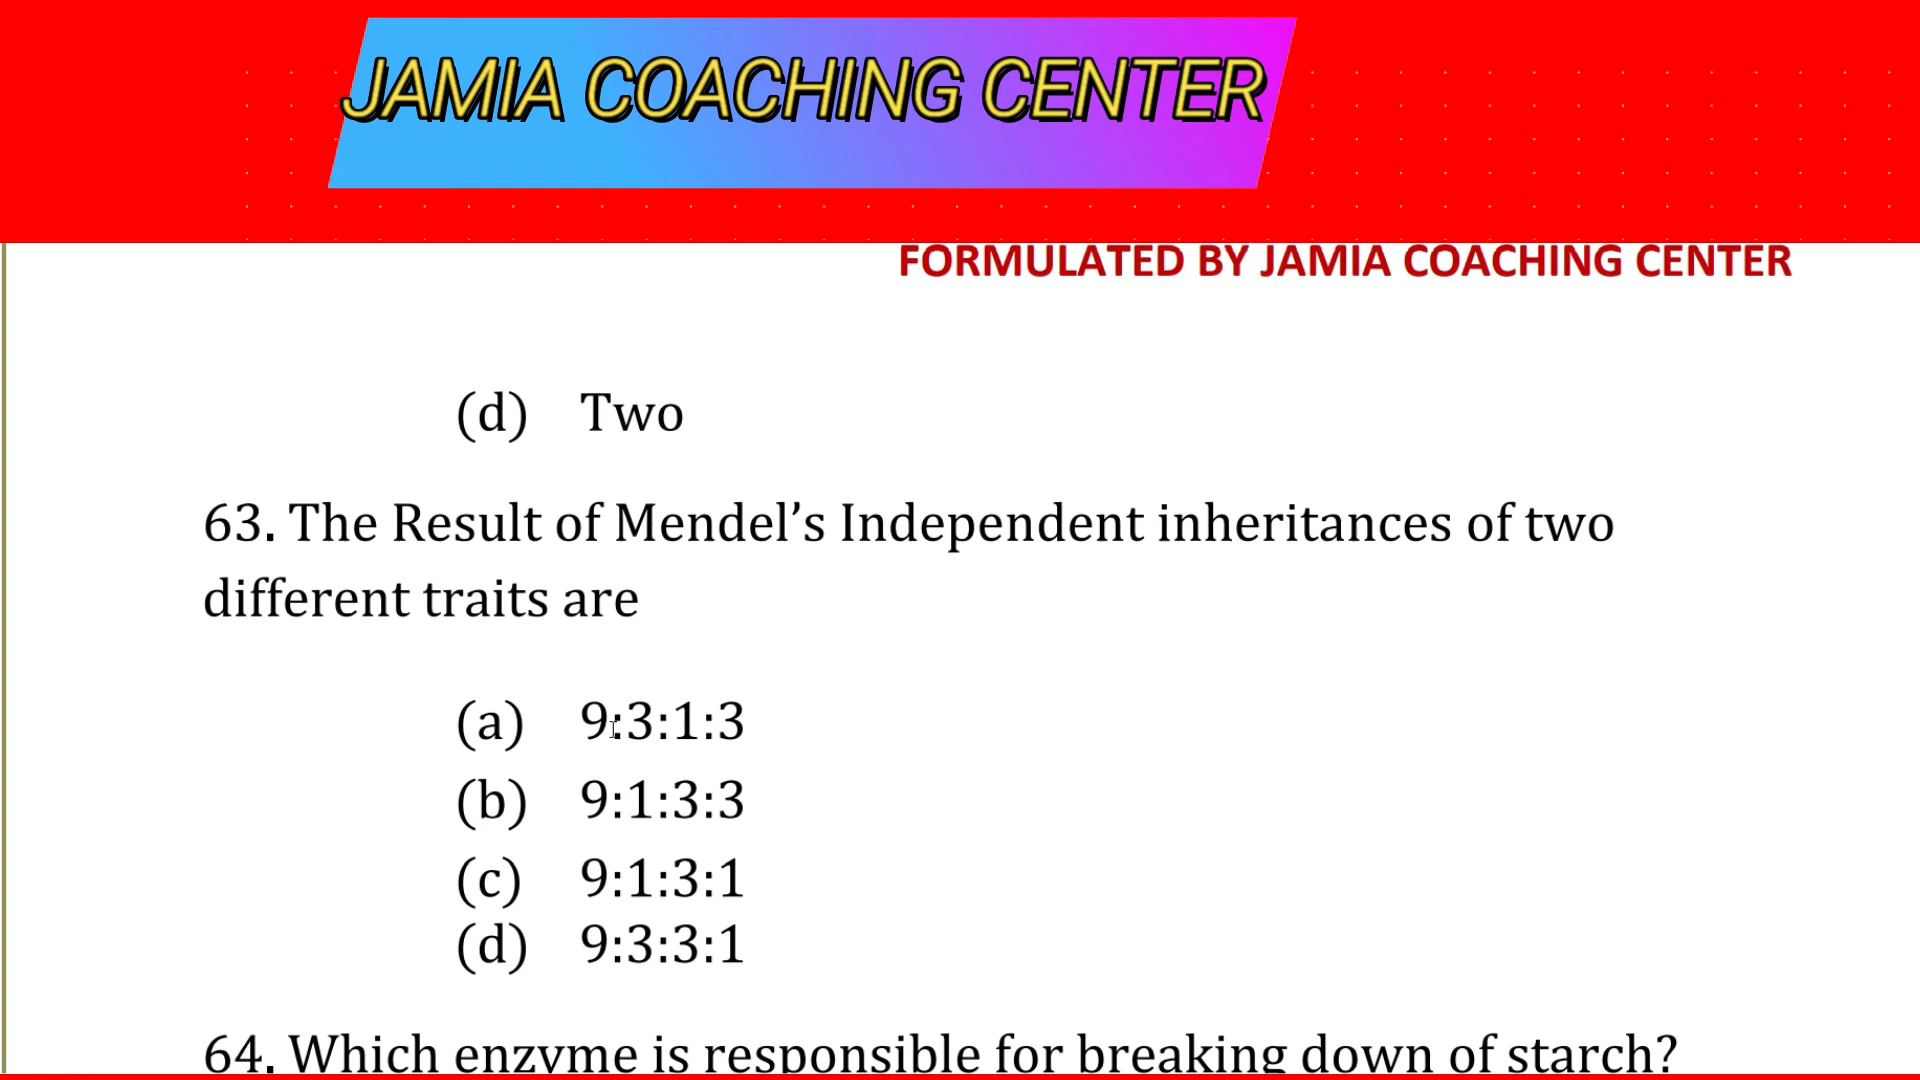 JAMIA COACHING CENTER
FORMULATED BY JAMIA COACHING CENTER
(d) Two
63. The Result of Mendel’s Independent inheritances of two
different traits are
(a) 9:3:1:3
(b) 9:1:3:3
(c) 9:1:3:1
(d) 9:3:3:1
64. Which enzyme is responsible for breaking down of starch?